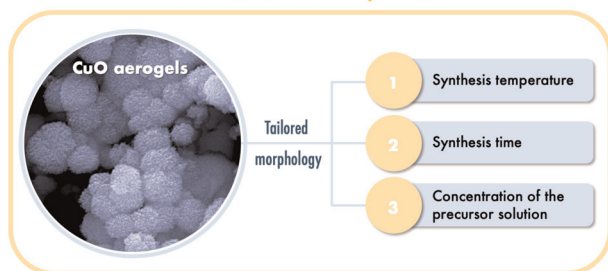 CuO aerogels
Tailored
morphology
1
Synthesis temperature
2
Synthesis time
3
Concentration of the
precursor solution